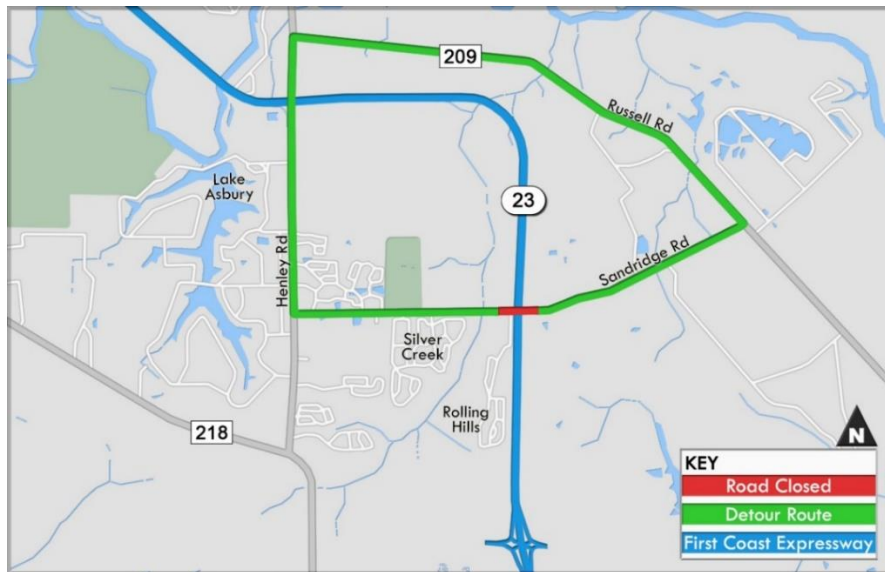 209
Russell Rd
Lake
Asbury
23
Henley Rd
Sandridge Rd
Silver
Creek
Rolling
Hills
218
N
KEY
Road Closed
Detour Route
First Coast Expressway